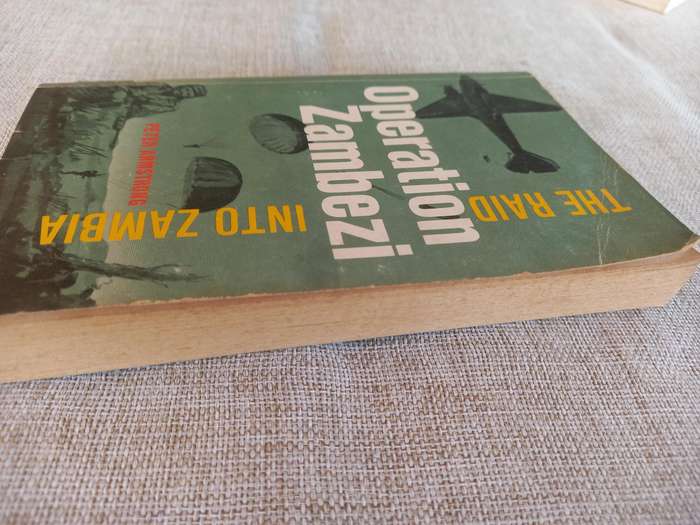 Operation
Zambezi
THE RAID
INTO ZAMBIA
PETER ARMSTRONG